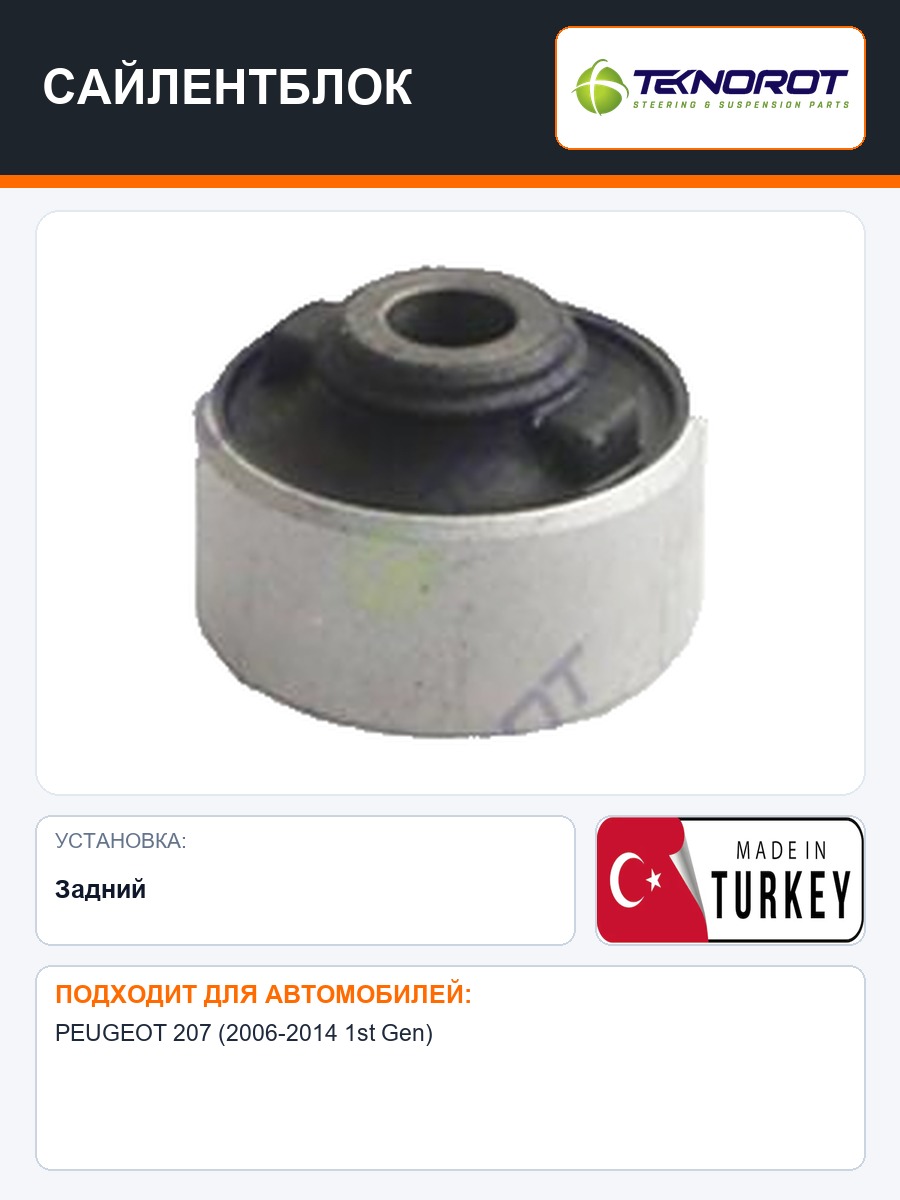 САЙЛЕНТБЛОК
TEKNOROT
STEERING & SUSPENSION PARTS
OT
УСТАНОВКА:
Задний
MADE IN
TURKEY
ПОДХОДИТ ДЛЯ АВТОМОБИЛЕЙ:
PEUGEOT 207 (2006-2014 1st Gen)